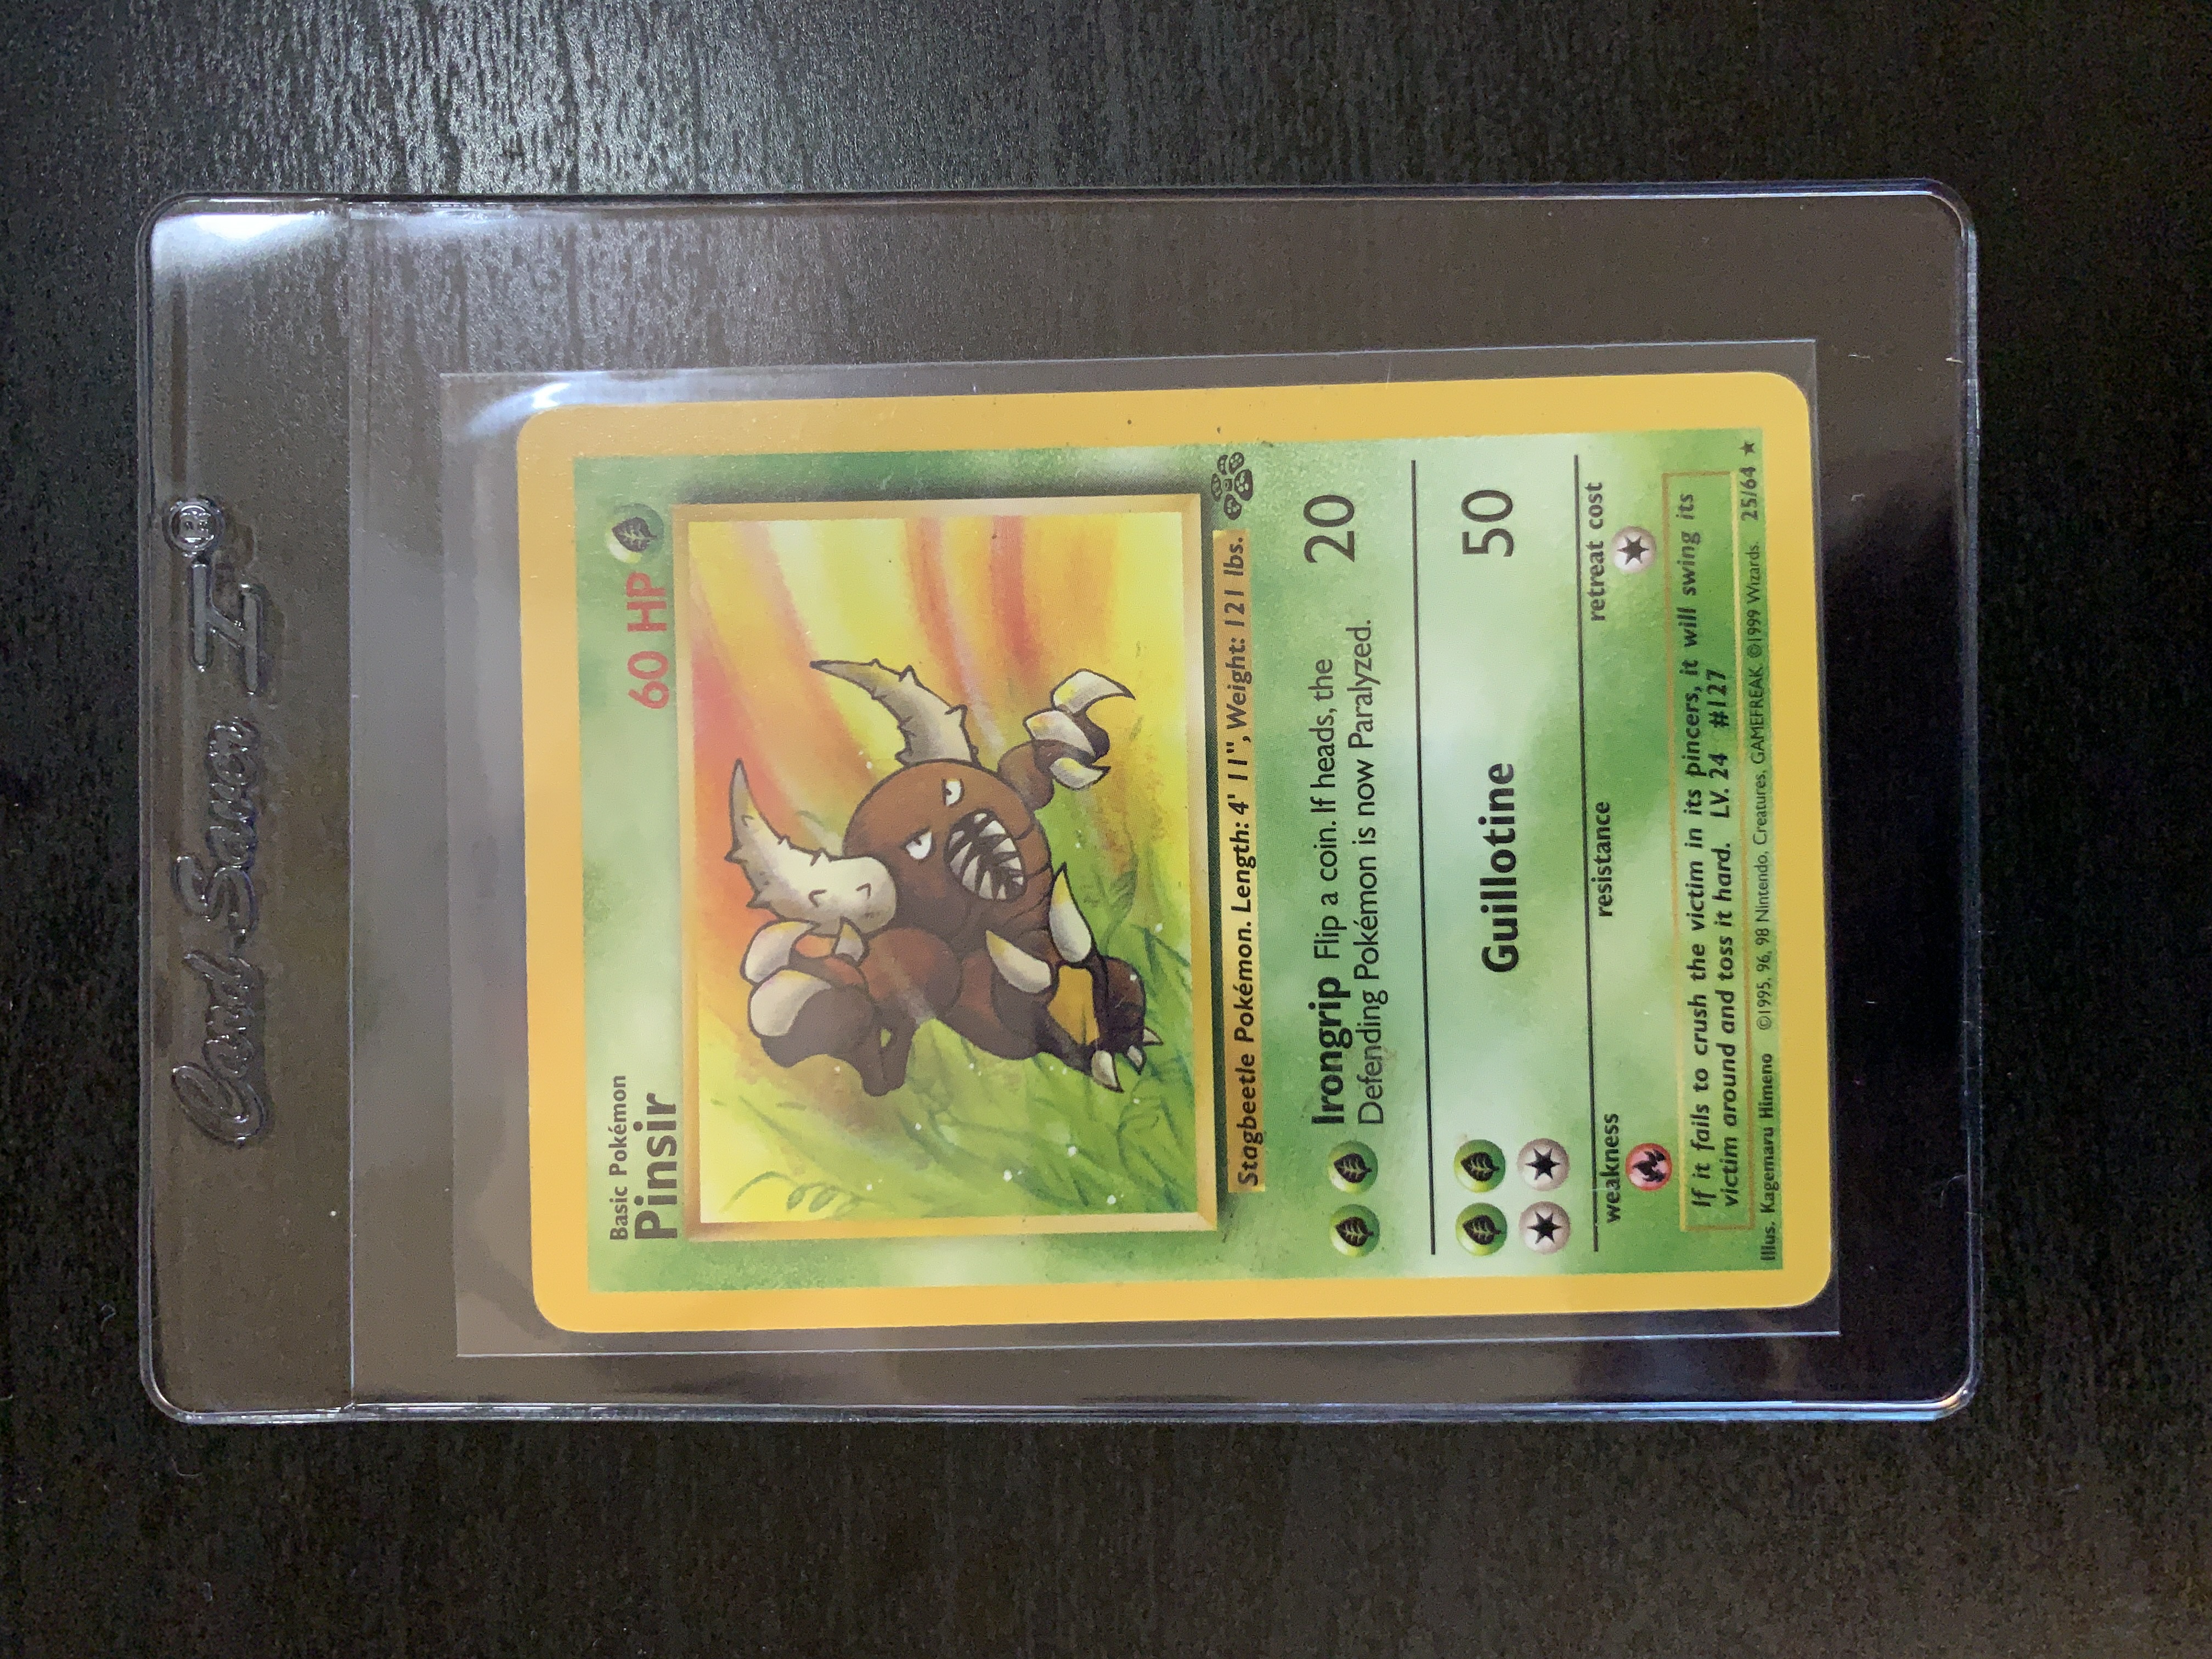 Card Saver I®
Basic Pokémon
Pinsir
60 HP
Stagbeetle Pokémon. Length: 4' 11", Weight: 121 lbs.
Irongrip Flip a coin. If heads, the
Defending Pokémon is now Paralyzed.
20
Guillotine
50
weakness
resistance
retreat cost
If it fails to crush the victim in its pincers, it will swing its
victim around and toss it hard. LV. 24 #127
Illus. Kagemaru Himeno ©1995, 96, 98 Nintendo, Creatures, GAMEFREAK. ©1999 Wizards. 25/64 ★